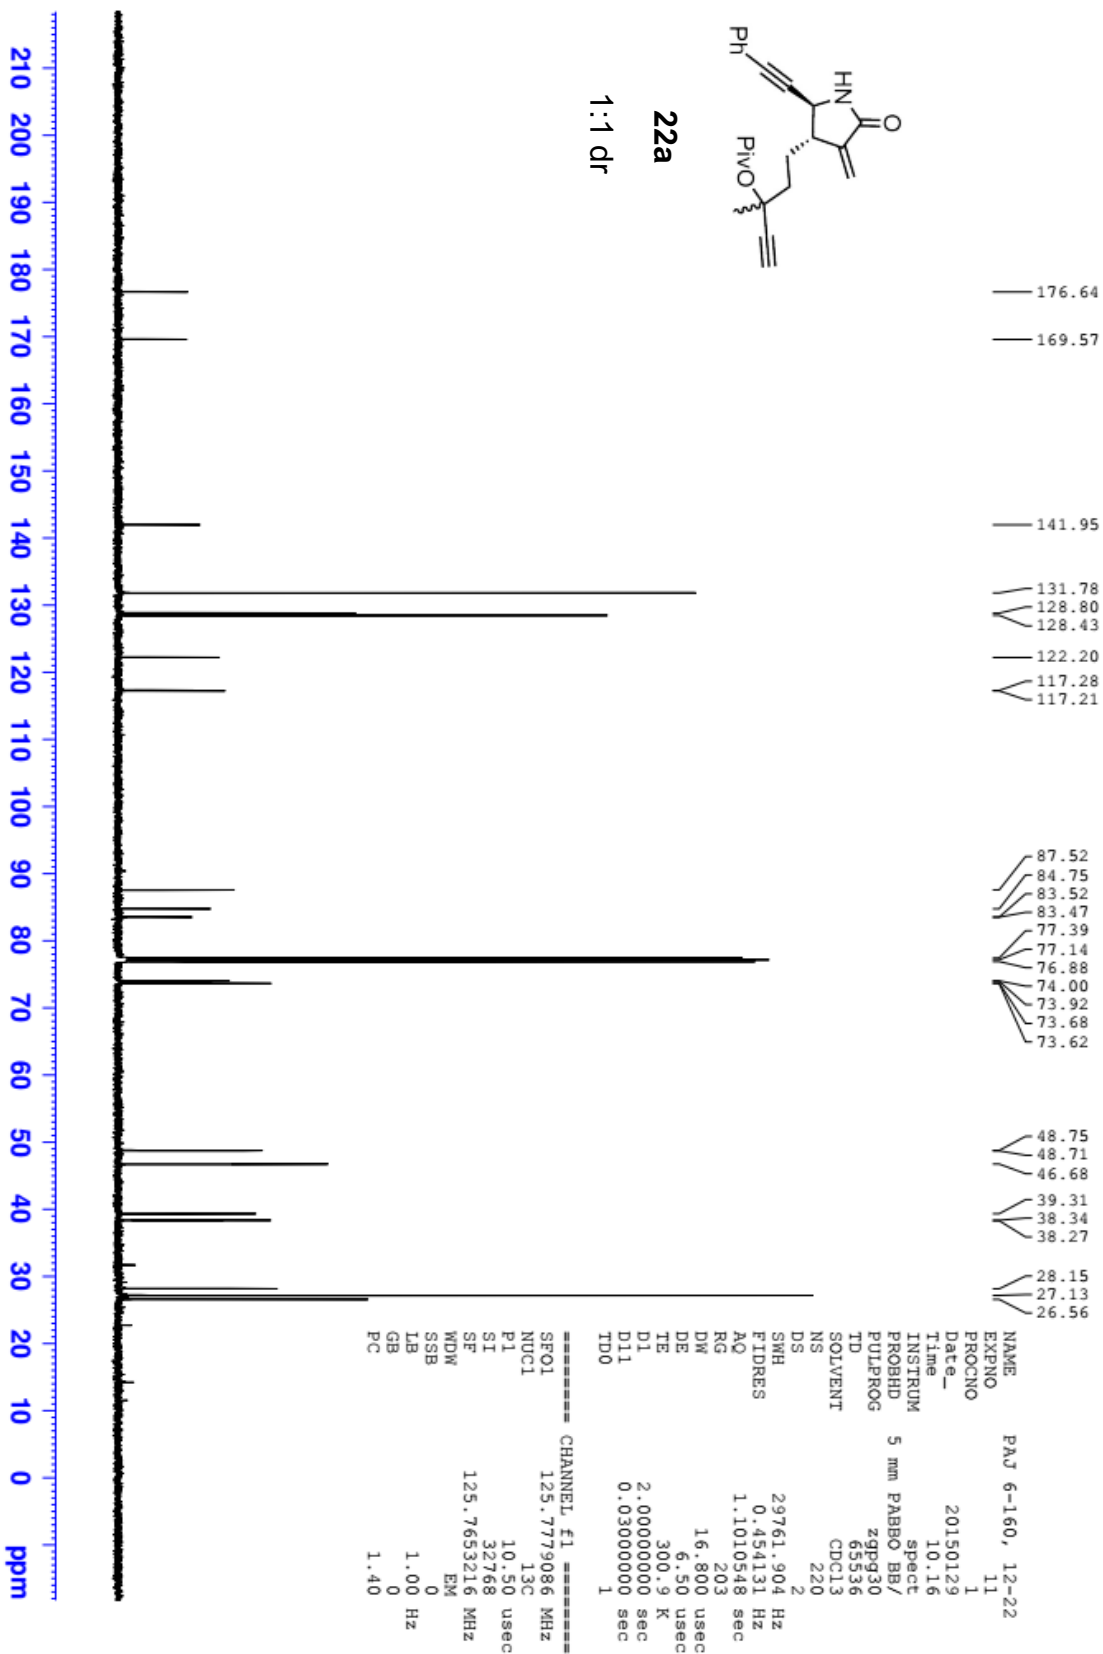 176.64
169.57
141.95
131.78
128.80
128.43
122.20
117.28
117.21
87.52
84.75
83.52
83.47
77.39
77.14
76.88
74.00
73.92
73.68
73.62
48.75
48.71
46.68
39.31
38.34
38.27
28.15
27.13
26.56
O
HN
Ph
PivO
22a
1:1 dr
NAME PAJ 6-160, 12-22
EXPNO 11
PROCNO 1
Date_ 20150129
Time 10.16
INSTRUM spect
PROBHD 5 mm PABBO BB/
PULPROG zgpg30
TD 65536
SOLVENT CDCl3
NS 220
DS 2
SWH 29761.904 Hz
FIDRES 0.454131 Hz
AQ 1.1010548 sec
RG 203
DW 16.800 usec
DE 6.50 usec
TE 300.9 K
D1 2.00000000 sec
D11 0.03000000 sec
TD0 1
======== CHANNEL f1 ========
SFO1 125.7779086 MHz
NUC1 13C
P1 10.50 usec
SI 32768
SF 125.7653216 MHz
WDW EM
SSB 0
LB 1.00 Hz
GB 0
PC 1.40
210 200 190 180 170 160 150 140 130 120 110 100 90 80 70 60 50 40 30 20 10 0 ppm